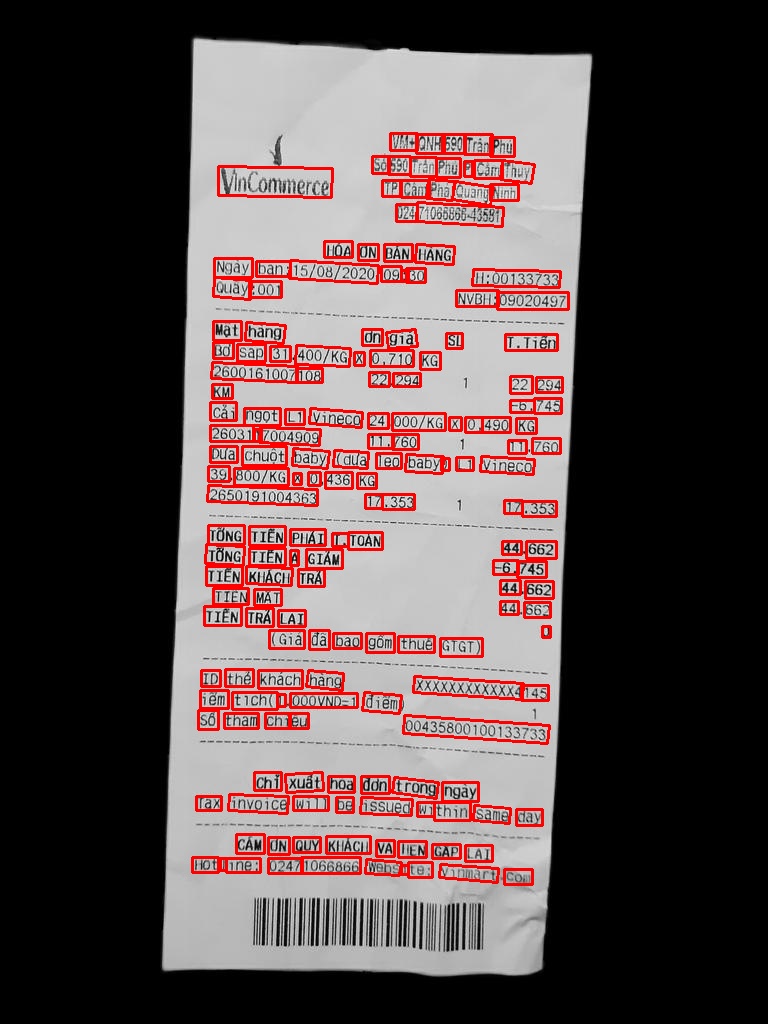 VM+ QNH 590 Trần Phú
Số 590 Trần Phú P Cẩm Thủy
VinCommerce
TP Cẩm Phả, Quảng Ninh
024 71066866-43581
HÓA ĐƠN BÁN HÀNG
Ngày bán: 15/08/2020 09:30 HĐ:00133733
Quầy:001 NVBH:09020497
Mặt hàng Đơn giá SL T.Tiền
Bơ sáp 31,400/KG x 0,710 KG
2600161007108 22,294 1 22,294
KM -6.745
Cải ngọt L1 Vineco 24,000/KG x 0,490 KG
2603117004909 11.760 1 11.760
Dưa chuột baby (dưa leo baby) L1 Vineco
39,800/KG x 0,436 KG
2650191004363 17.353 1 17.353
TỔNG TIỀN PHẢI T.TOÁN 44.662
TỔNG TIỀN ĐÃ GIẢM -6.745
TIỀN KHÁCH TRẢ 44.662
TIỀN MẶT 44.662
TIỀN TRẢ LẠI 0
(Giá đã bao gồm thuế GTGT)
ID thẻ khách hàng XXXXXXXXXXXX4145
Điểm tích(1.000VND=1 điểm) 1
Số tham chiếu 00435800100133733
Chỉ xuất hóa đơn trong ngày
Tax invoice will be issued within same day
CẢM ƠN QUÝ KHÁCH VÀ HẸN GẶP LẠI
Hotline: 02471066866 Website: vinmart.com